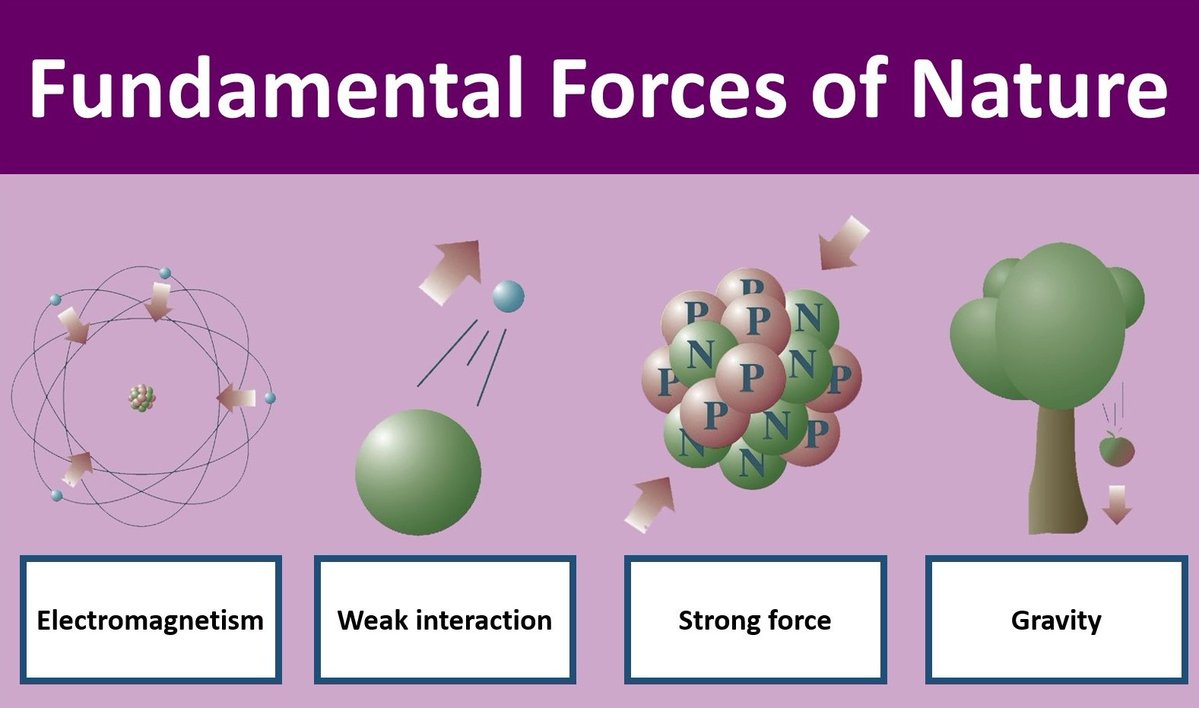 Fundamental Forces of Nature
P
P
P
N
N
N
P
P
P
P
N
N
P
N
Electromagnetism
Weak interaction
Strong force
Gravity